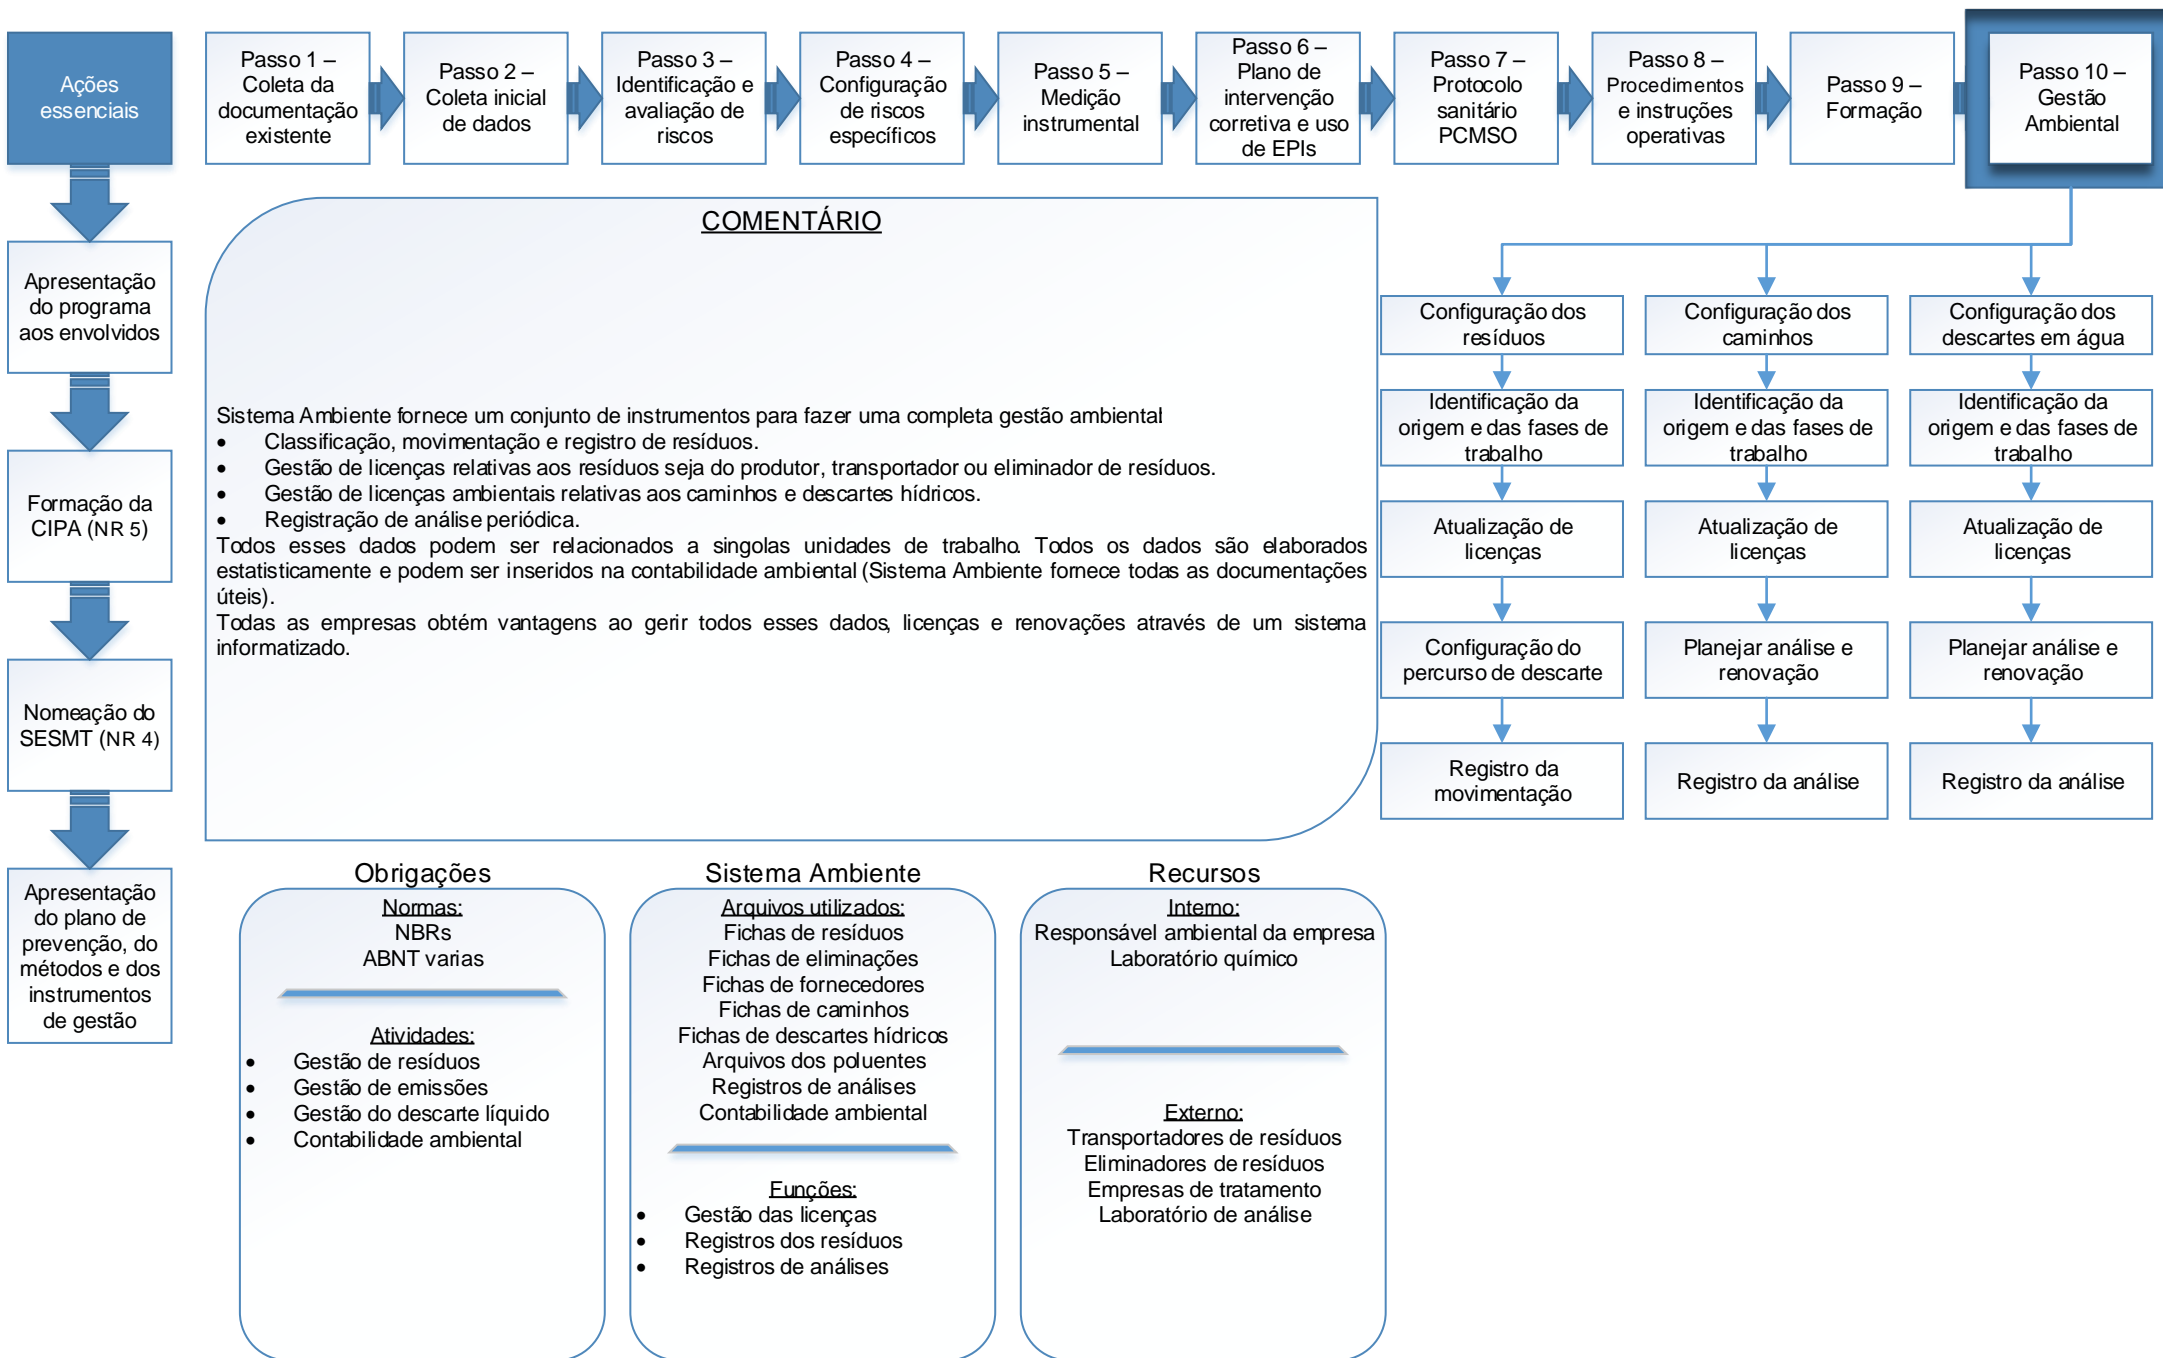 Ações
essenciais
Passo 1 –
Coleta da
documentação
existente
Passo 2 –
Coleta inicial
de dados
Passo 3 –
Identificação e
avaliação de
riscos
Passo 4 –
Configuração
de riscos
específicos
Passo 5 –
Medição
instrumental
Passo 6 –
Plano de
intervenção
corretiva e uso
de EPIs
Passo 7 –
Protocolo
sanitário
PCMSO
Passo 8 –
Procedimentos
e instruções
operativas
Passo 9 –
Formação
Passo 10 –
Gestão
Ambiental
Apresentação
do programa
aos envolvidos
Formação da
CIPA (NR 5)
Nomeação do
SESMT (NR 4)
Apresentação
do plano de
prevenção, do
métodos e dos
instrumentos
de gestão
COMENTÁRIO
Sistema Ambiente fornece um conjunto de instrumentos para fazer uma completa gestão ambiental:
• Classificação, movimentação e registro de resíduos.
• Gestão de licenças relativas aos resíduos seja do produtor, transportador ou eliminador de resíduos.
• Gestão de licenças ambientais relativas aos caminhos e descartes hídricos.
• Registração de análise periódica.
Todos esses dados podem ser relacionados a singolas unidades de trabalho. Todos os dados são elaborados
estatisticamente e podem ser inseridos na contabilidade ambiental (Sistema Ambiente fornece todas as documentações
úteis).
Todas as empresas obtém vantagens ao gerir todos esses dados, licenças e renovações através de um sistema
informatizado.
Configuração dos
resíduos
Identificação da
origem e das fases de
trabalho
Atualização de
licenças
Configuração do
percurso de descarte
Registro da
movimentação
Configuração dos
caminhos
Identificação da
origem e das fases de
trabalho
Atualização de
licenças
Planejar análise e
renovação
Registro da análise
Configuração dos
descartes em água
Identificação da
origem e das fases de
trabalho
Atualização de
licenças
Planejar análise e
renovação
Registro da análise
Obrigações
Normas:
NBRs
ABNT varias
Atividades:
• Gestão de resíduos
• Gestão de emissões
• Gestão do descarte líquido
• Contabilidade ambiental
Sistema Ambiente
Arquivos utilizados:
Fichas de resíduos
Fichas de eliminações
Fichas de fornecedores
Fichas de caminhos
Fichas de descartes hídricos
Arquivos dos poluentes
Registros de análises
Contabilidade ambiental
Funções:
• Gestão das licenças
• Registros dos resíduos
• Registros de análises
Recursos
Interno:
Responsável ambiental da empresa
Laboratório químico
Externo:
Transportadores de resíduos
Eliminadores de resíduos
Empresas de tratamento
Laboratório de análise